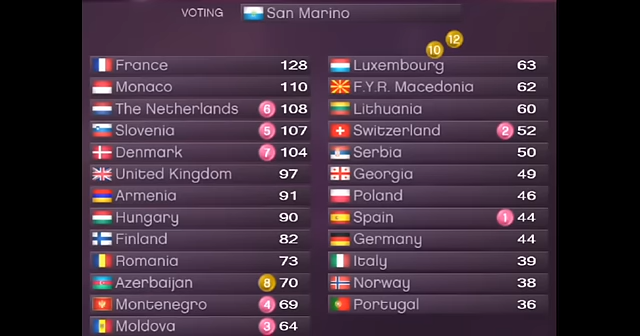 VOTING San Marino
12
10
France 128
Monaco 110
The Netherlands 6 108
Slovenia 5 107
Denmark 7 104
United Kingdom 97
Armenia 91
Hungary 90
Finland 82
Romania 73
Azerbaijan 8 70
Montenegro 4 69
Moldova 3 64
Luxembourg 63
F.Y.R. Macedonia 62
Lithuania 60
Switzerland 2 52
Serbia 50
Georgia 49
Poland 46
Spain 1 44
Germany 44
Italy 39
Norway 38
Portugal 36